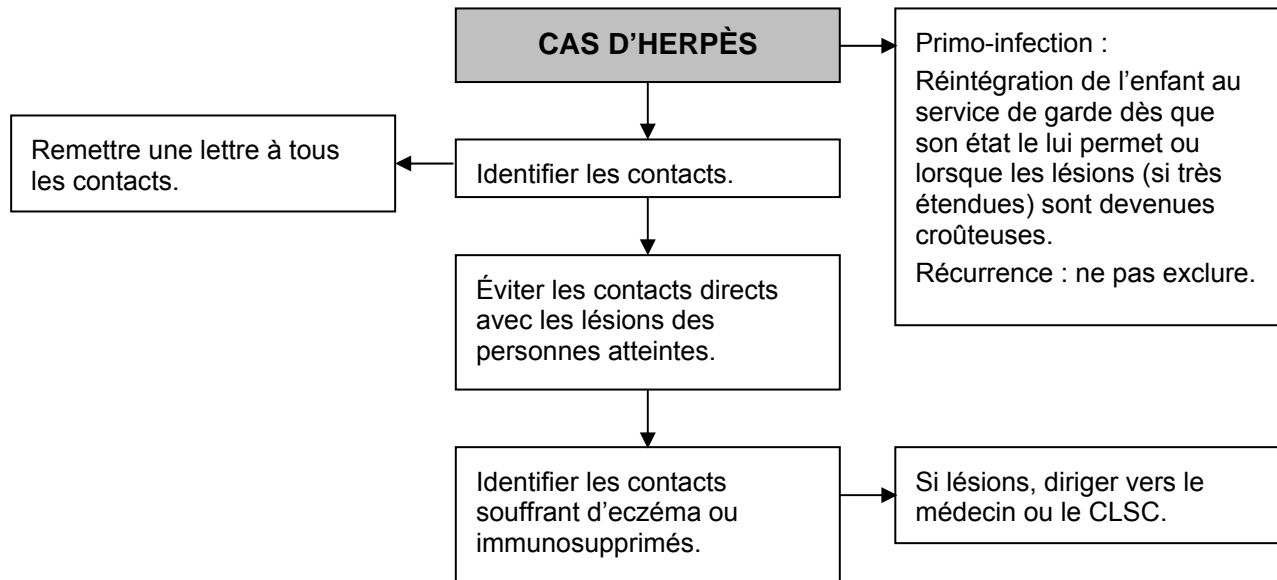 CAS D’HERPÈS
Primo-infection :
Réintégration de l’enfant au
service de garde dès que
son état le lui permet ou
lorsque les lésions (si très
étendues) sont devenues
croûteuses.
Récurrence : ne pas exclure.
Remettre une lettre à tous
les contacts.
Identifier les contacts.
Éviter les contacts directs
avec les lésions des
personnes atteintes.
Identifier les contacts
souffrant d’eczéma ou
immunosupprimés.
Si lésions, diriger vers le
médecin ou le CLSC.